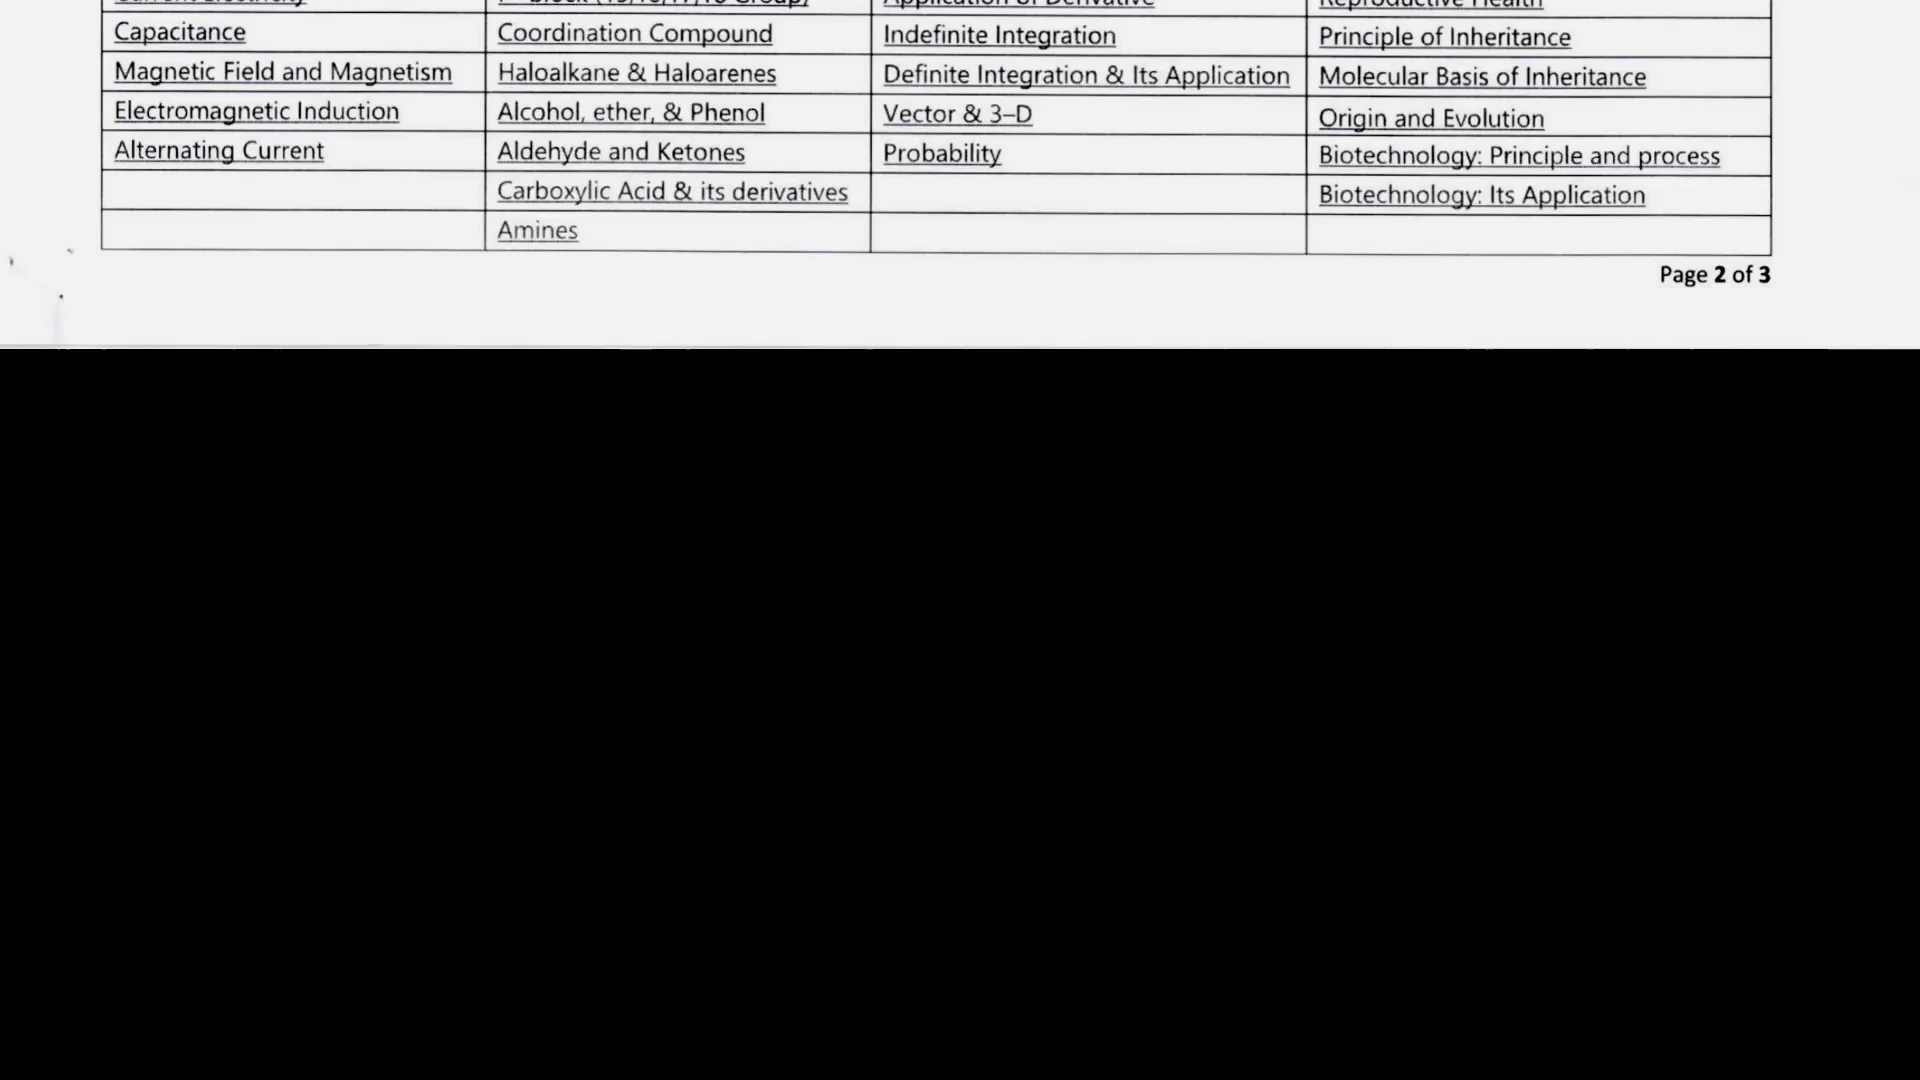 Capacitance Coordination Compound Indefinite Integration Principle of Inheritance
Magnetic Field and Magnetism Haloalkane & Haloarenes Definite Integration & Its Application Molecular Basis of Inheritance
Electromagnetic Induction Alcohol, ether, & Phenol Vector & 3–D Origin and Evolution
Alternating Current Aldehyde and Ketones Probability Biotechnology: Principle and process
Carboxylic Acid & its derivatives Biotechnology: Its Application
Amines
Page 2 of 3